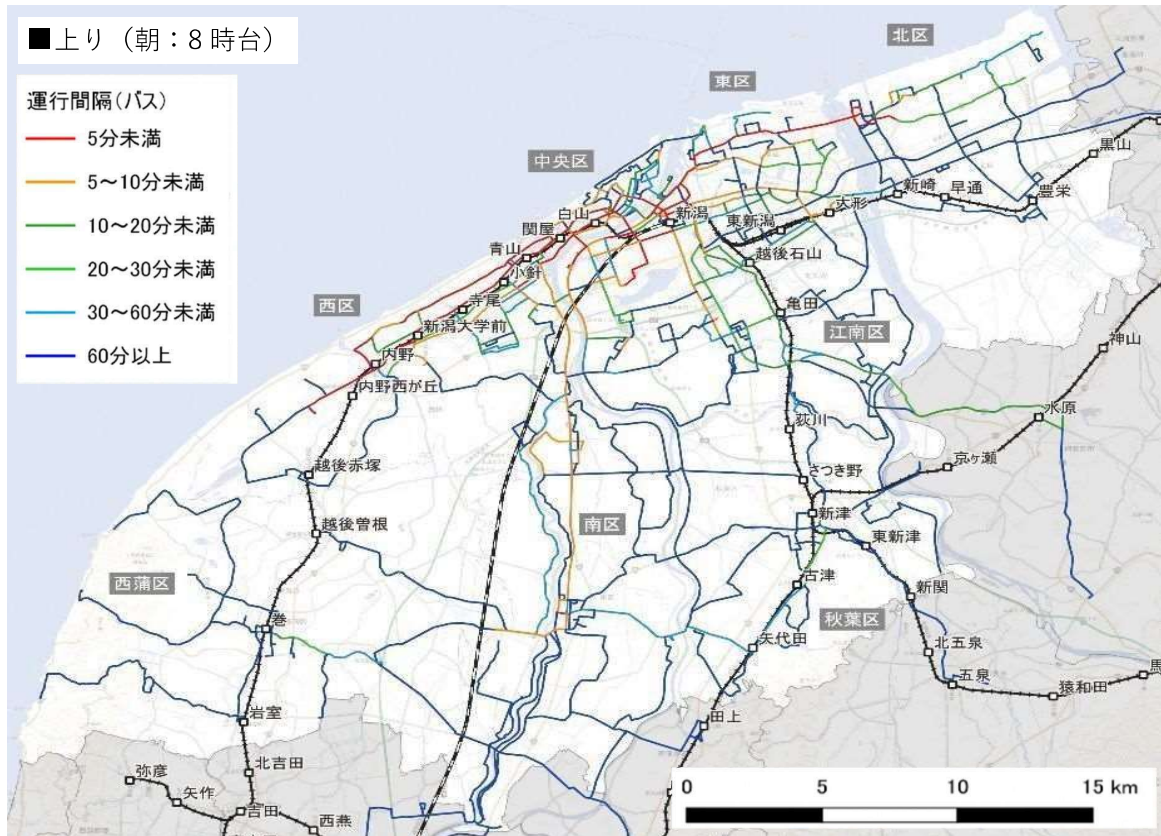 ■上り（朝：８時台）
運行間隔(バス)
5分未満
5～10分未満
10～20分未満
20～30分未満
30～60分未満
60分以上
北区
東区
中央区
黒山
新崎
早通
豊栄
白山
新潟
大形
東新潟
関屋
青山
越後石山
小針
西区
寺尾
亀田
新潟大学前
江南区
内野
神山
内野西が丘
水原
荻川
京ヶ瀬
越後赤塚
さつき野
新津
越後曽根
南区
東新津
西蒲区
古津
新関
秋葉区
巻
矢代田
北五泉
五泉
猿和田
馬
岩室
田上
北吉田
弥彦
矢作
吉田
西燕
0 5 10 15 km